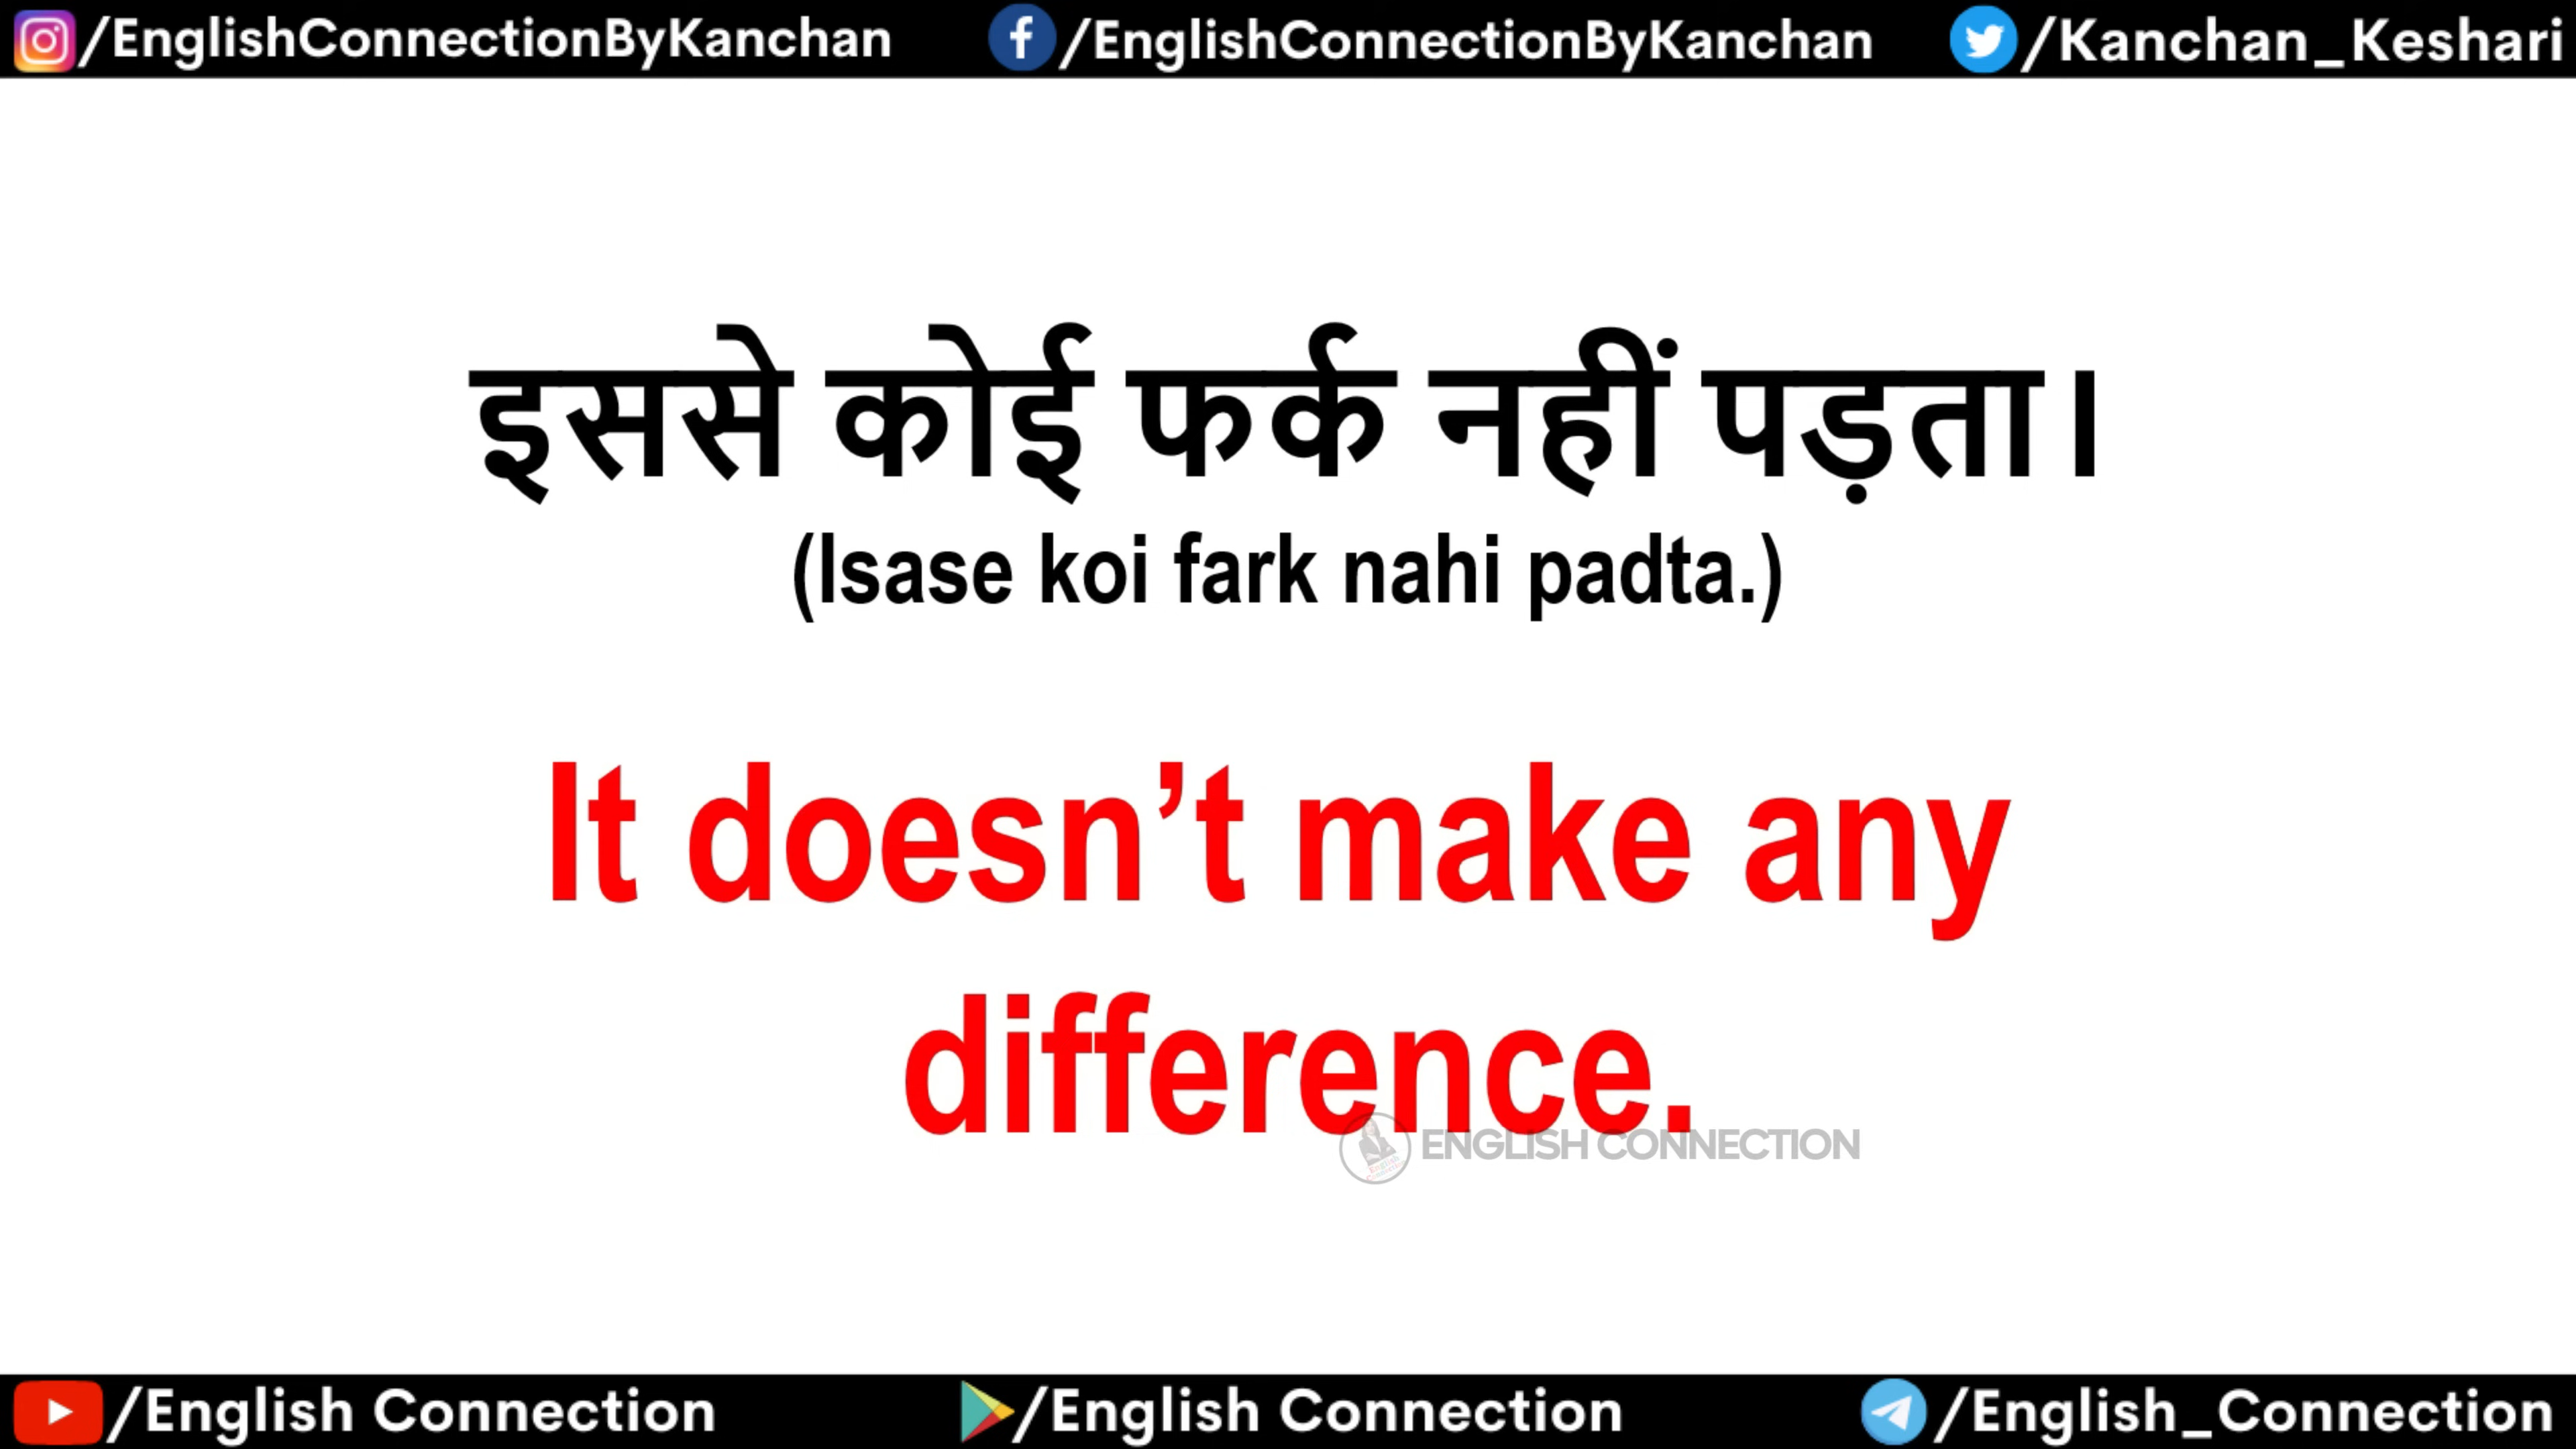 /EnglishConnectionByKanchan /EnglishConnectionByKanchan /Kanchan_Keshari
इससे कोई फर्क नहीं पड़ता।
(Isase koi fark nahi padta.)
It doesn’t make any
difference.
ENGLISH CONNECTION
/English Connection /English Connection /English_Connection